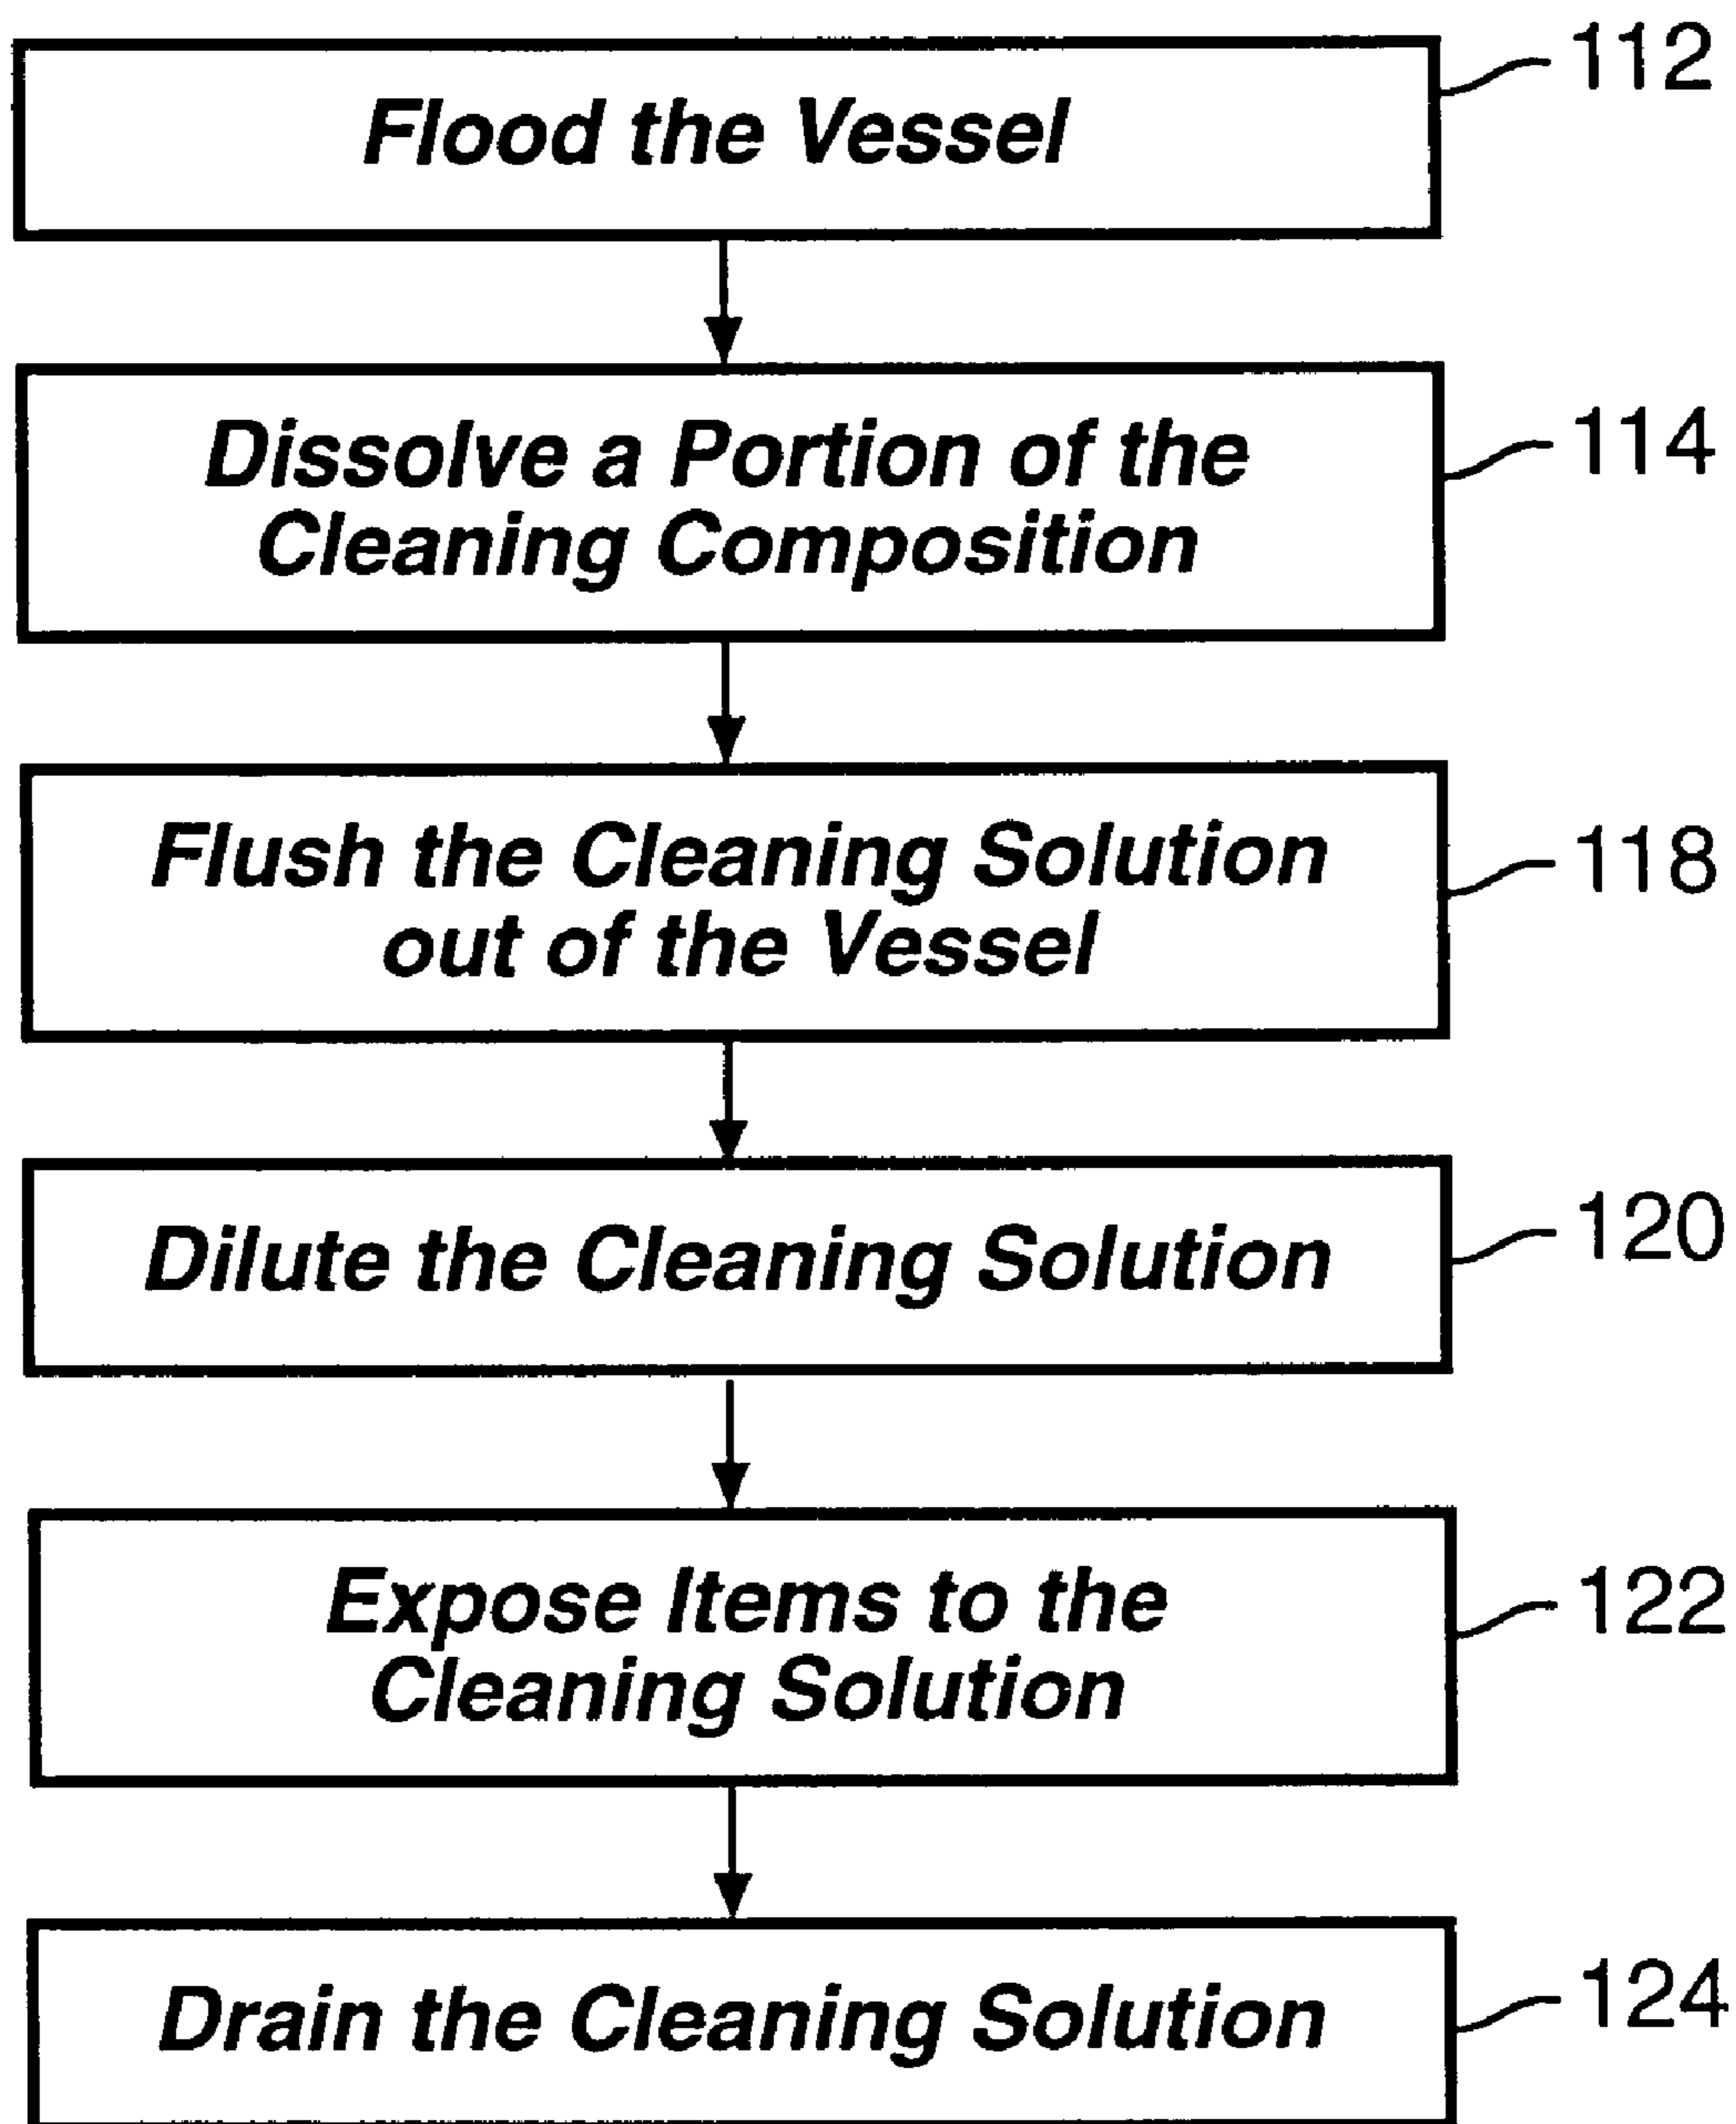 Flood the Vessel
112
Dissolve a Portion of the
Cleaning Composition
114
Flush the Cleaning Solution
out of the Vessel
118
Dilute the Cleaning Solution
120
Expose Items to the
Cleaning Solution
122
Drain the Cleaning Solution
124